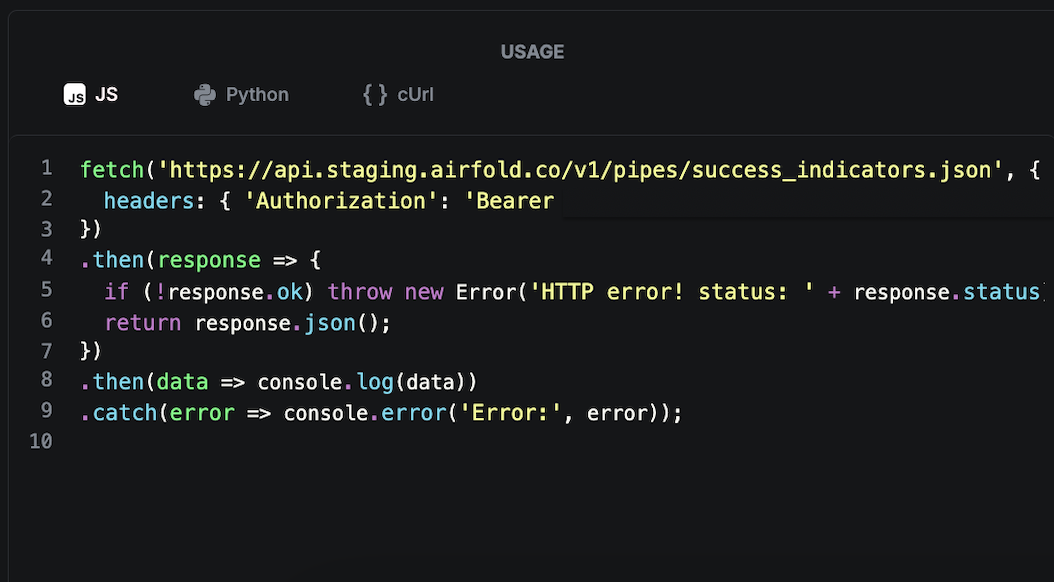 USAGE
JS JS Python { } cUrl
1 fetch('https://api.staging.airfold.co/v1/pipes/success_indicators.json', {
2 headers: { 'Authorization': 'Bearer
3 })
4 .then(response => {
5 if (!response.ok) throw new Error('HTTP error! status: ' + response.status
6 return response.json();
7 })
8 .then(data => console.log(data))
9 .catch(error => console.error('Error:', error));
10